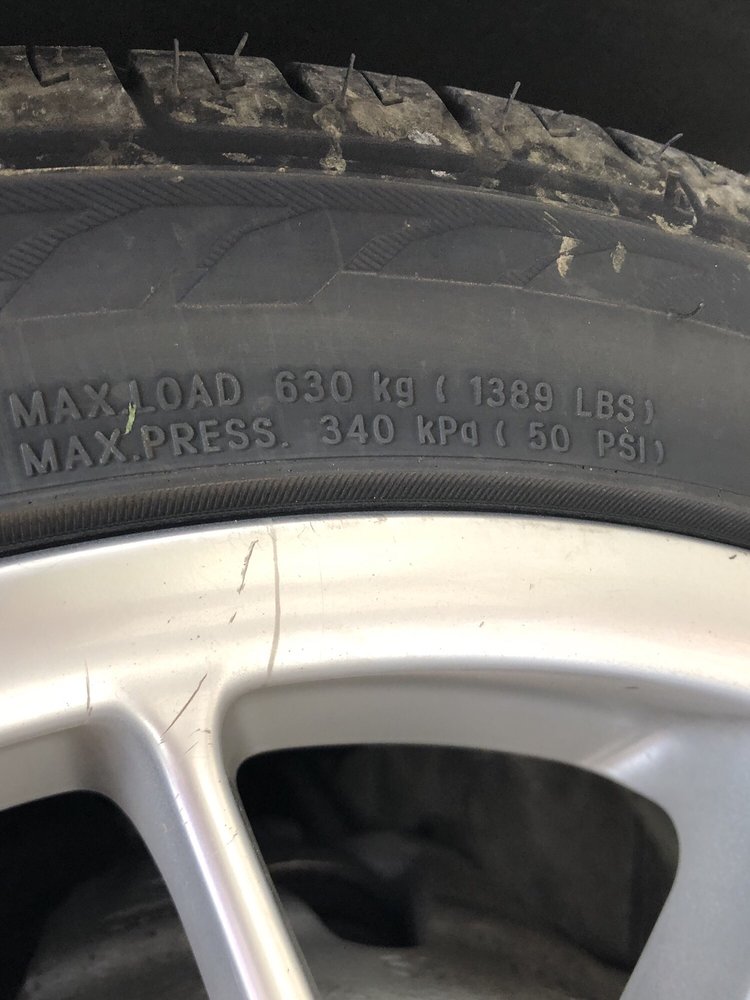 MAX.LOAD 630 kg ( 1389 LBS)
MAX.PRESS. 340 kPa ( 50 PSI)